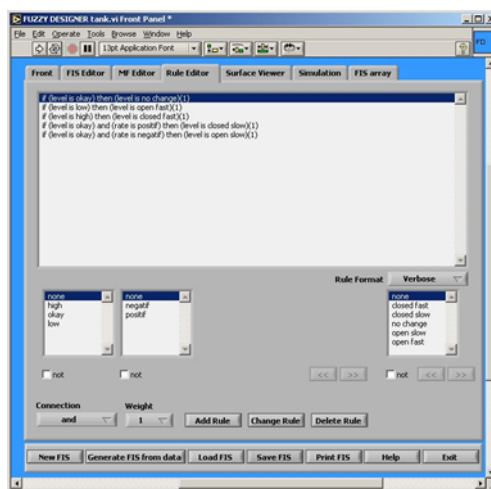 FUZZY DESIGNER tank.vi Front Panel *
File Edit Operate Tools Browse Window Help
13pt Application Font
FD
Front FIS Editor MF Editor Rule Editor Surface Viewer Simulation FIS array
if (level is okay) then (level is no change)(1)
if (level is low) then (level is open fast)(1)
if (level is high) then (level is closed fast)(1)
if (level is okay) and (rate is positif) then (level is closed slow)(1)
if (level is okay) and (rate is negatif) then (level is open slow)(1)
Rule Format Verbose
none none none
high negatif closed fast
okay positif closed slow
low no change
open slow
open fast
not not << >> not << >>
Connection Weight
and 1 Add Rule Change Rule Delete Rule
New FIS Generate FIS from data Load FIS Save FIS Print FIS Help Exit